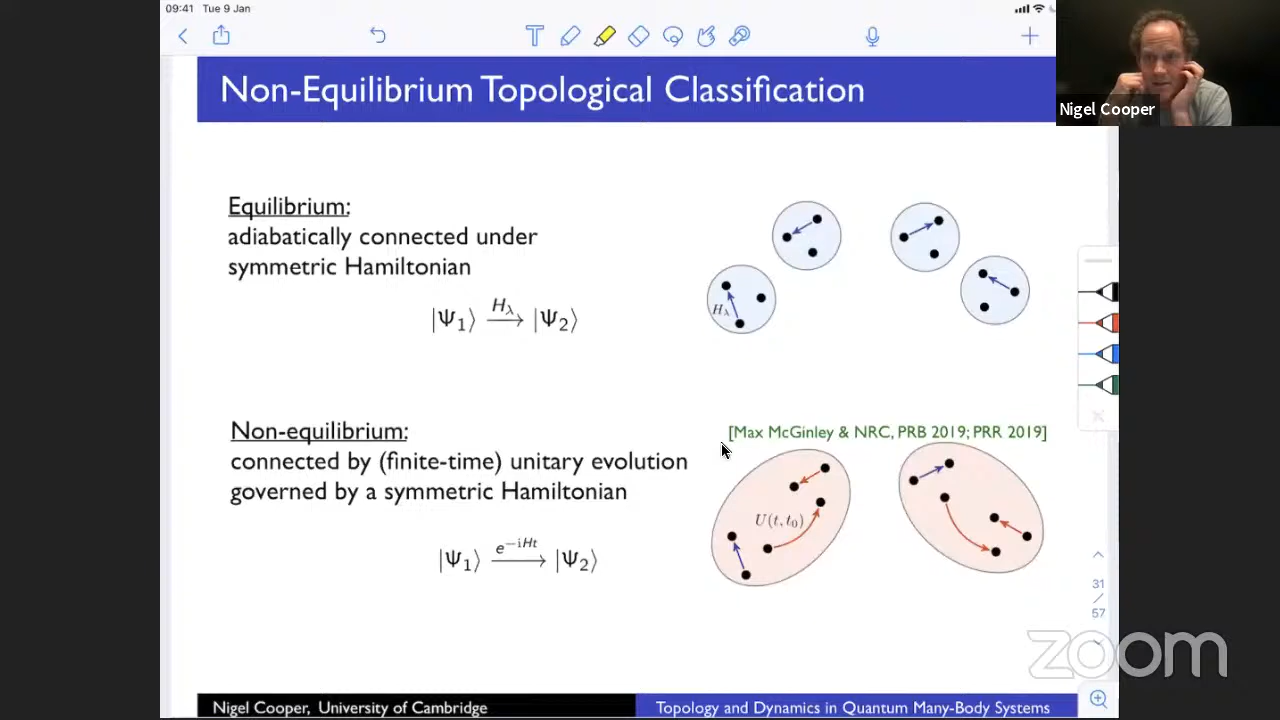 09:41 Tue 9 Jan
Nigel Cooper
Non-Equilibrium Topological Classification
Equilibrium:
adiabatically connected under
symmetric Hamiltonian
|Ψ₁⟩ —H_λ→ |Ψ₂⟩
H_λ
Non-equilibrium:
connected by (finite-time) unitary evolution
governed by a symmetric Hamiltonian
|Ψ₁⟩ —e^{-iHt}→ |Ψ₂⟩
[Max McGinley & NRC, PRB 2019; PRR 2019]
U(t, t₀)
31
/
57
zoom
Nigel Cooper, University of Cambridge
Topology and Dynamics in Quantum Many-Body Systems